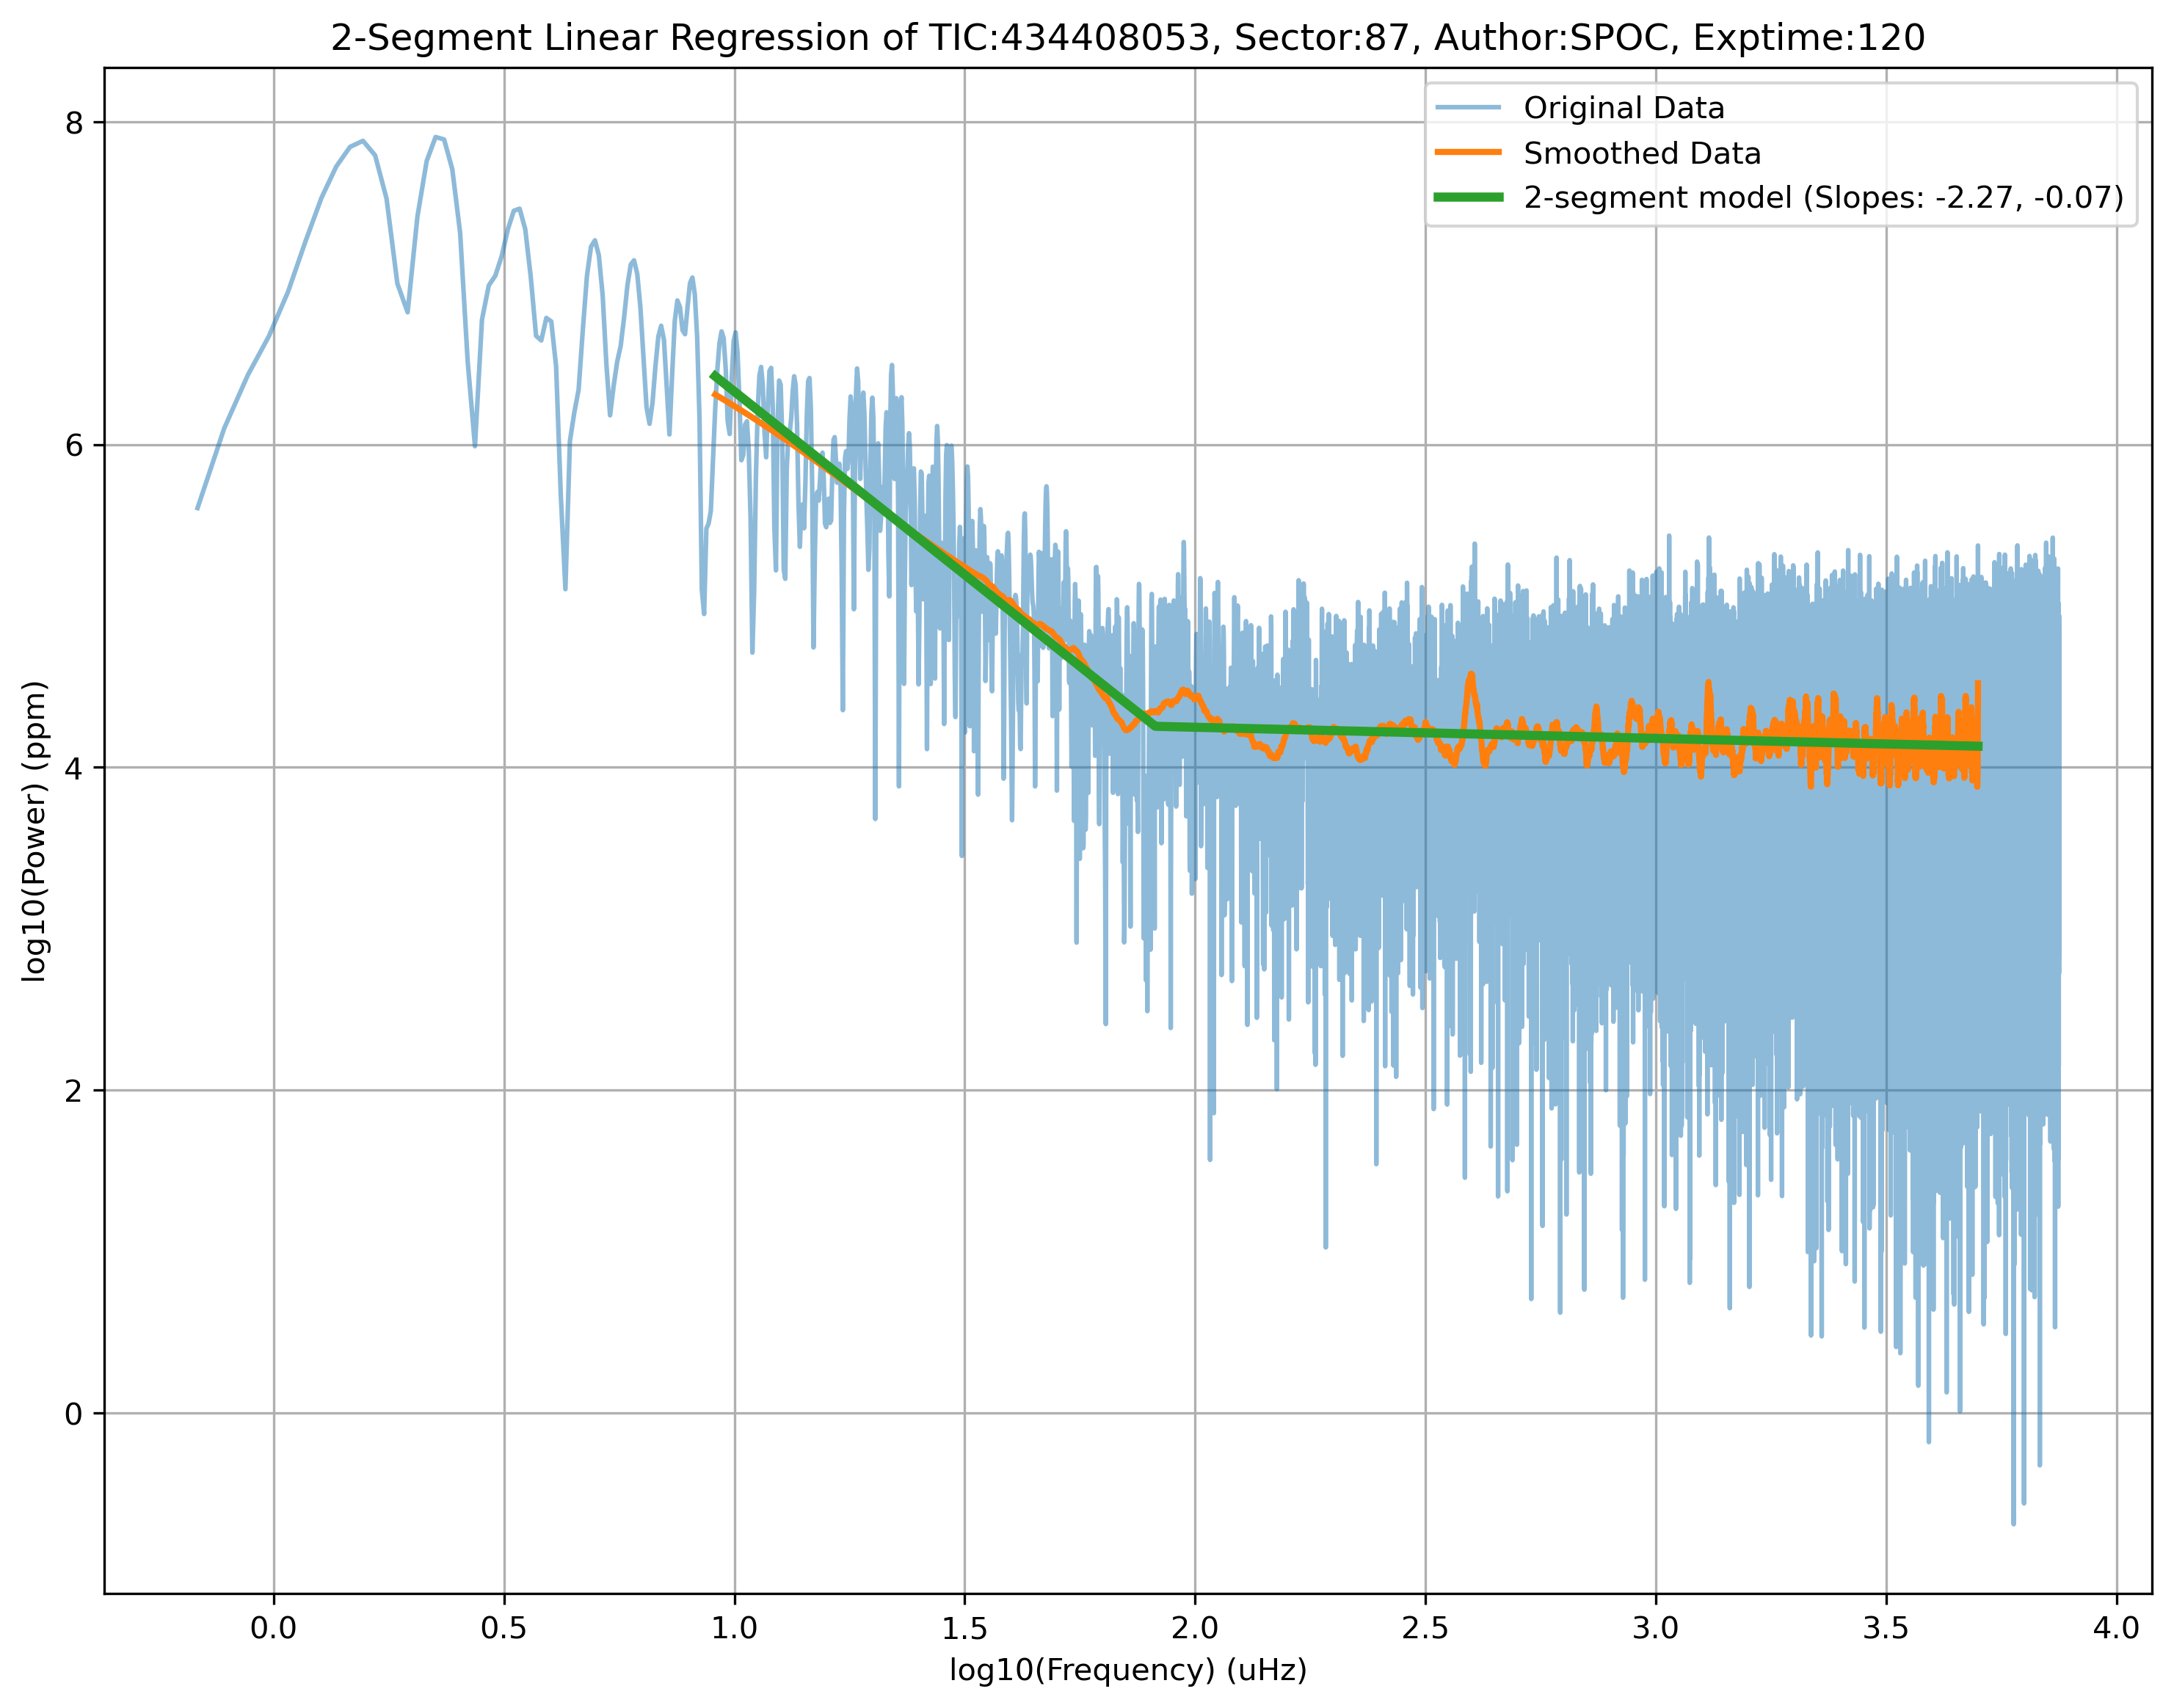 2-Segment Linear Regression of TIC:434408053, Sector:87, Author:SPOC, Exptime:120
Original Data
Smoothed Data
2-segment model (Slopes: -2.27, -0.07)
log10(Power) (ppm)
8
6
4
2
0
0.0 0.5 1.0 1.5 2.0 2.5 3.0 3.5 4.0
log10(Frequency) (uHz)